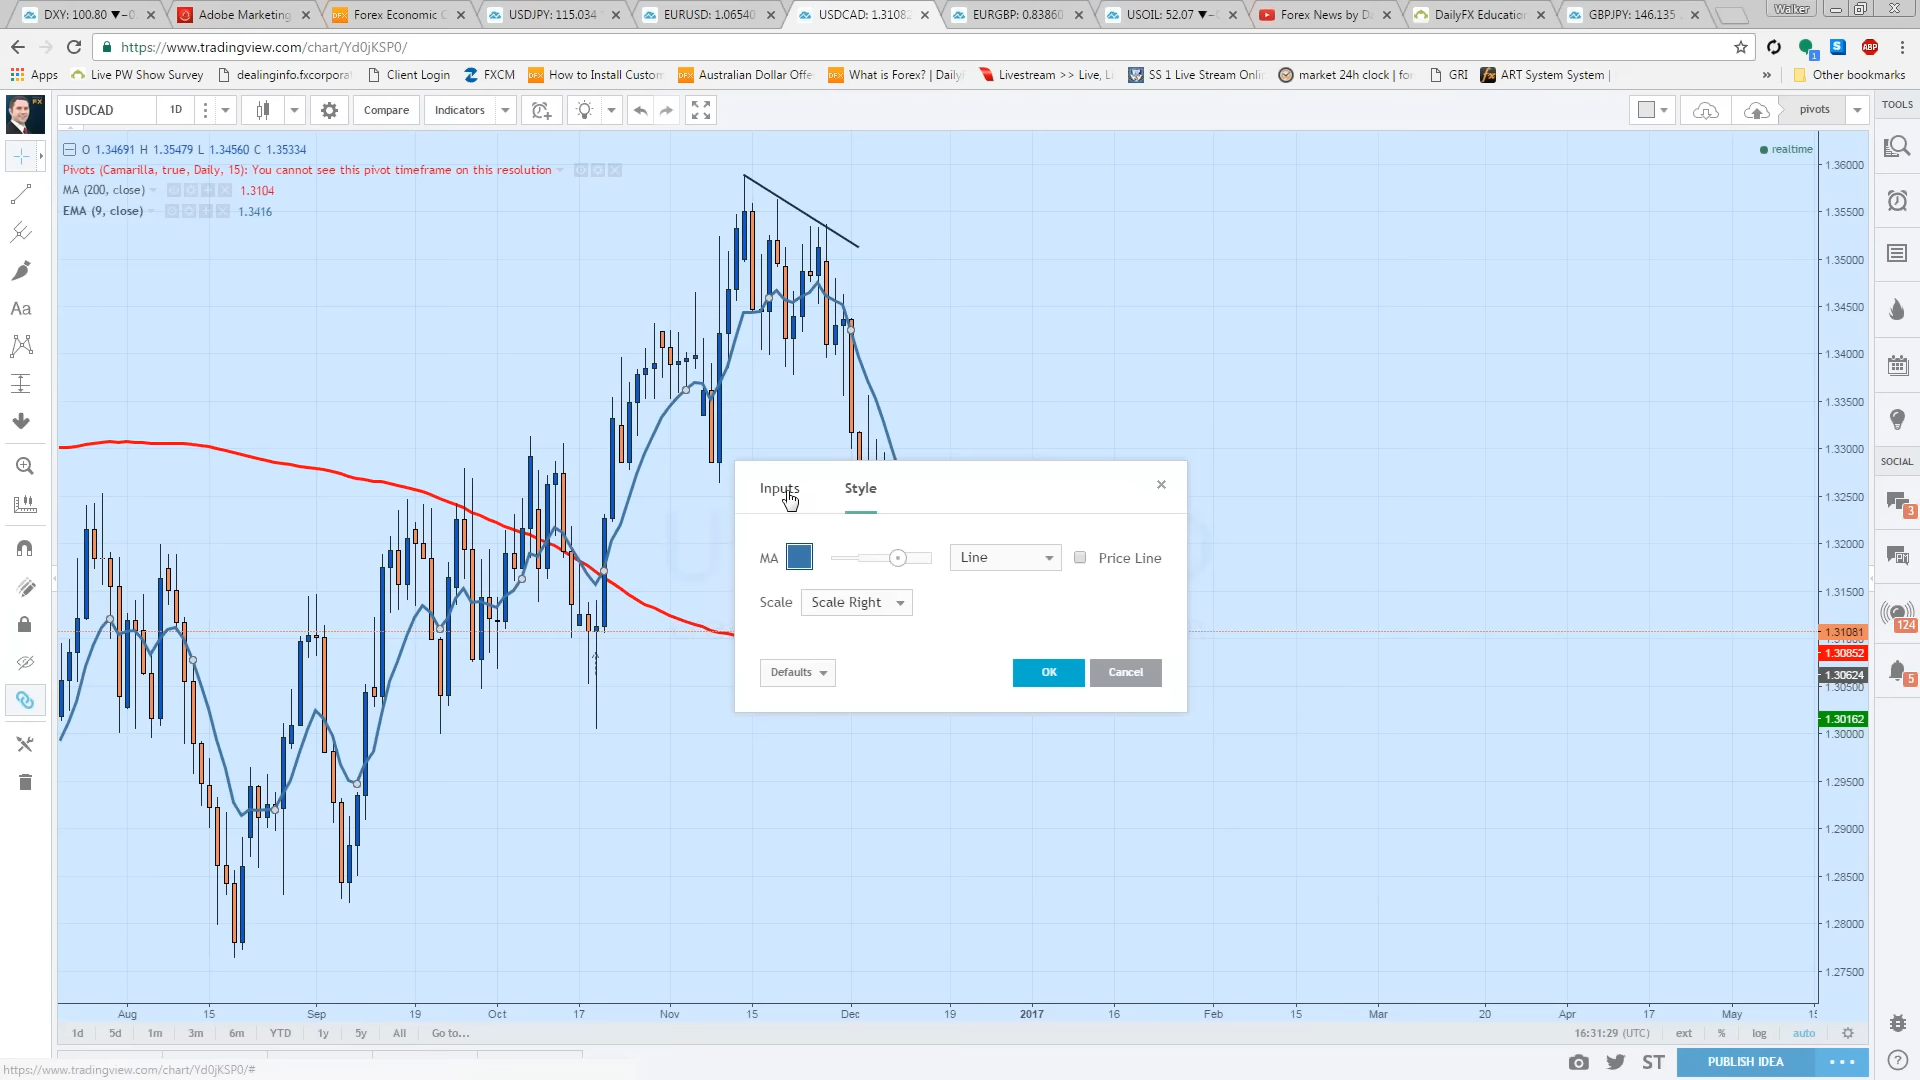 DXY: 100.80 ▼−0
Adobe Marketing
Forex Economic C
USDJPY: 115.034
EURUSD: 1.06540
USDCAD: 1.31082
EURGBP: 0.83860
USOIL: 52.07 ▼−
Forex News by D
DailyFX Educatio
GBPJPY: 146.135
Walker
https://www.tradingview.com/chart/Yd0jKSP0/
Apps
Live PW Show Survey
dealinginfo.fxcorpora
Client Login
FXCM
How to Install Custom
Australian Dollar Offe
What is Forex? | Daily
Livestream >> Live, L
SS 1 Live Stream Onli
market 24h clock | fo
GRI
ART System System |
Other bookmarks
USDCAD
1D
Compare
Indicators
pivots
TOOLS
O 1.34691 H 1.35479 L 1.34560 C 1.35334
realtime
Pivots (Camarilla, true, Daily, 15): You cannot see this pivot timeframe on this resolution
MA (200, close)
1.3104
EMA (9, close)
1.3416
1.36000
1.35500
1.35000
1.34500
1.34000
1.33500
1.33000
1.32500
1.32000
1.31500
1.31081
1.30852
1.30624
1.30500
1.30162
1.30000
1.29500
1.29000
1.28500
1.28000
1.27500
SOCIAL
3
124
5
Inputs
Style
MA
Line
Price Line
Scale
Scale Right
Defaults
OK
Cancel
Aug
15
Sep
19
Oct
17
Nov
15
Dec
19
2017
16
Feb
15
Mar
20
Apr
17
May
15
1d
5d
1m
3m
6m
YTD
1y
5y
All
Go to...
16:31:29 (UTC)
ext
%
log
auto
https://www.tradingview.com/chart/Yd0jKSP0/#
ST
PUBLISH IDEA